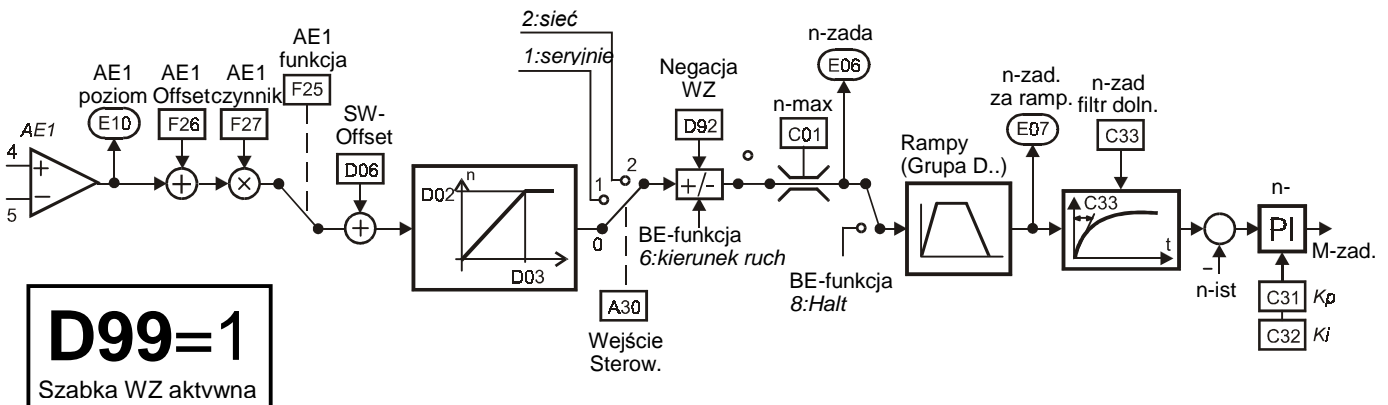 AE1
4
+
−
5
AE1
poziom
E10
AE1
Offset
F26
+
AE1
czynnik
F27
×
AE1
funkcja
F25
SW-
Offset
D06
+
D02
n
D03
2:sieć
1:seryjnie
2
1
0
A30
Wejście
Sterow.
Negacja
WZ
D92
+/-
BE-funkcja
6:kierunek ruch
n-max
C01
n-zada
E06
BE-funkcja
8:Halt
Rampy
(Grupa D..)
n-zad.
za ramp.
E07
n-zad
filtr doln.
C33
C33
t
−
n-ist
n-
PI
M-zad.
C31 Kp
C32 Ki
D99=1
Szabka WZ aktywna